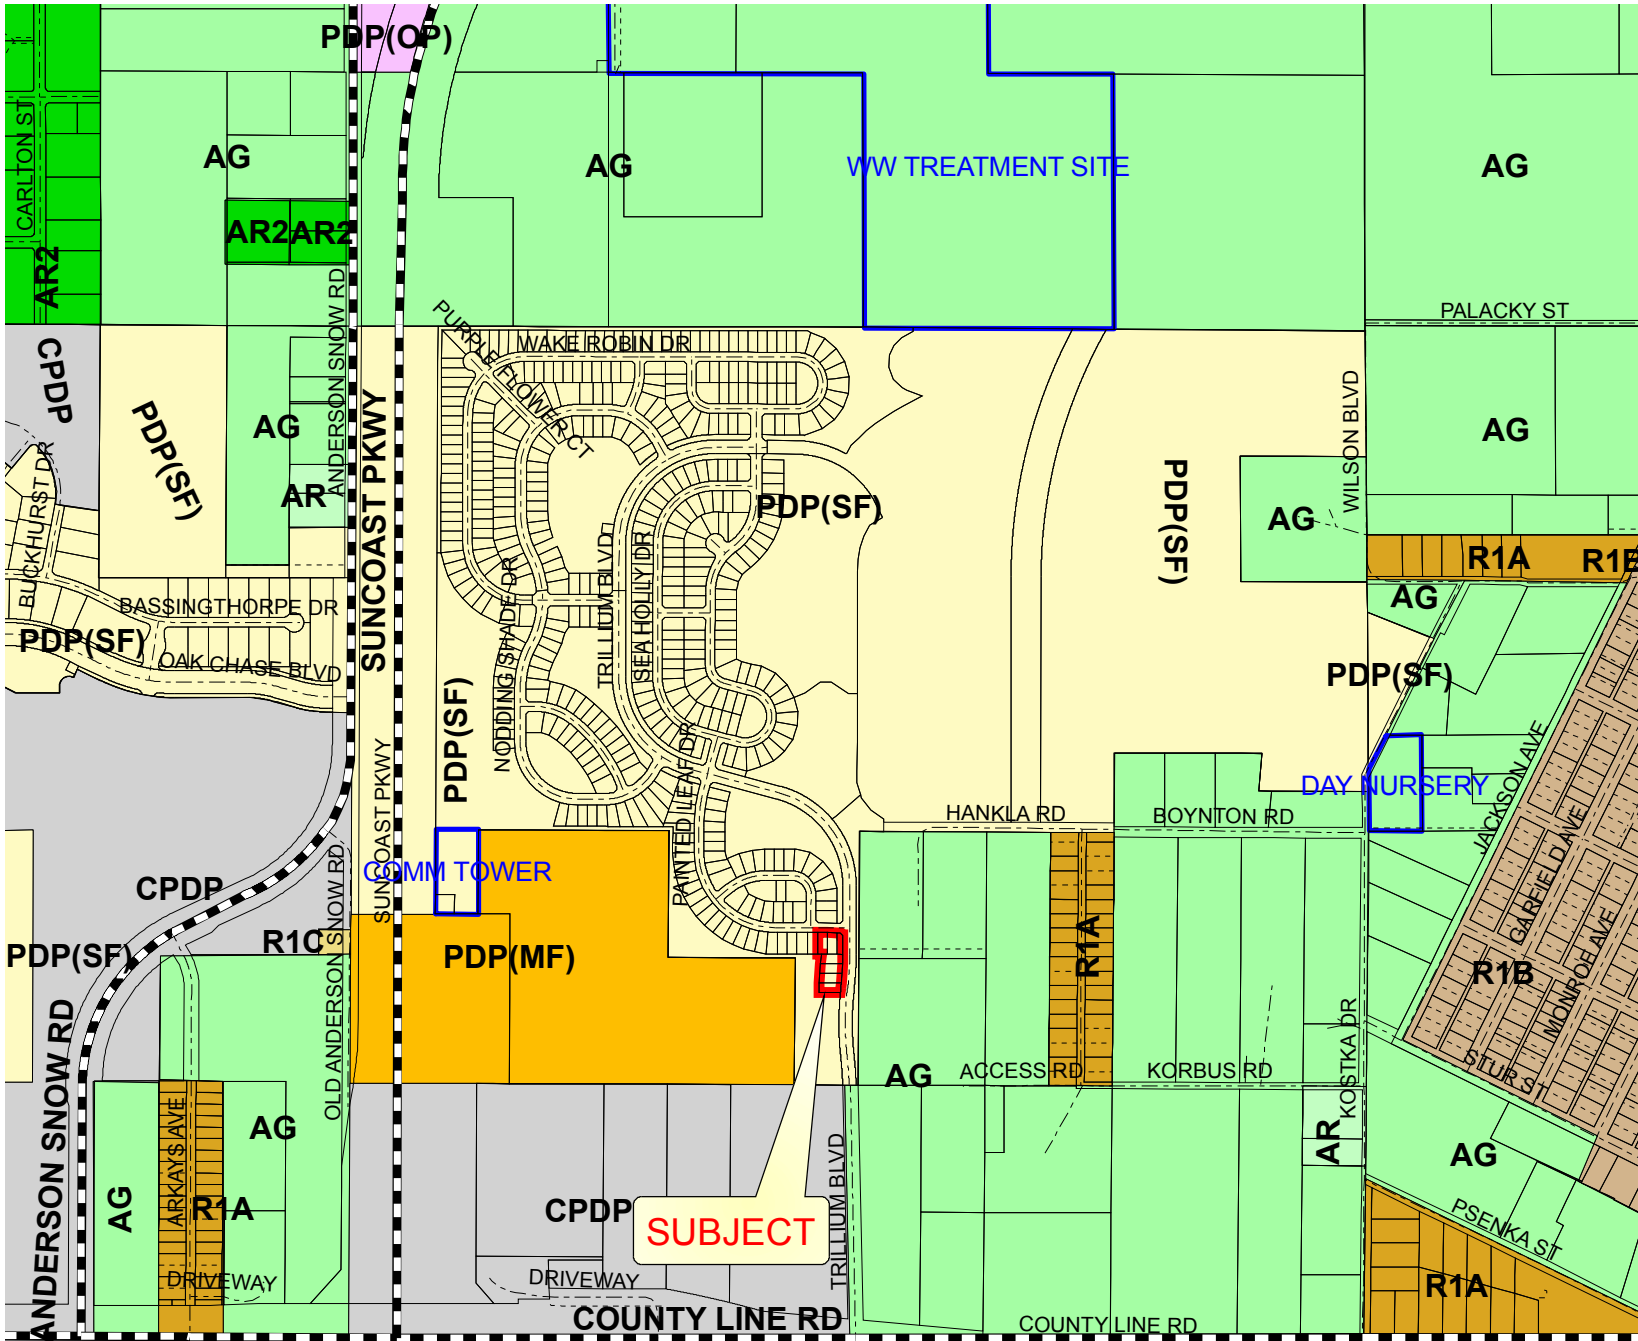 PDP(OP)
CARLTON ST
AG
AG
WW TREATMENT SITE
AG
AR2
AR2
AR2
ANDERSON SNOW RD
PALACKY ST
PURPLE FLOWER CT
WAKE ROBIN DR
CPDP
PDP(SF)
AG
SUNCOAST PKWY
WILSON BLVD
AG
BUCKHURST DR
AR
PDP(SF)
PDP(SF)
AG
R1A
R1B
AG
BASSINGTHORPE DR
NODDING SHADE DR
TRILLIUM BLVD
SEA HOLLY DR
PDP(SF)
OAK CHASE BLVD
PDP(SF)
PDP(SF)
SUNCOAST PKWY
PAINTED LEAF DR
DAY NURSERY
JACKSON AVE
HANKLA RD
BOYNTON RD
COMM TOWER
CPDP
OLD ANDERSON SNOW RD
GARFIELD AVE
MONROE AVE
PDP(SF)
R1C
PDP(MF)
R1A
R1B
ANDERSON SNOW RD
AG
ACCESS RD
KORBUS RD
KOSTKA DR
STUR ST
AG
ARKAYS AVE
AR
AG
AG
R1A
CPDP
SUBJECT
TRILLIUM BLVD
PSENKA ST
DRIVEWAY
DRIVEWAY
R1A
COUNTY LINE RD
COUNTY LINE RD